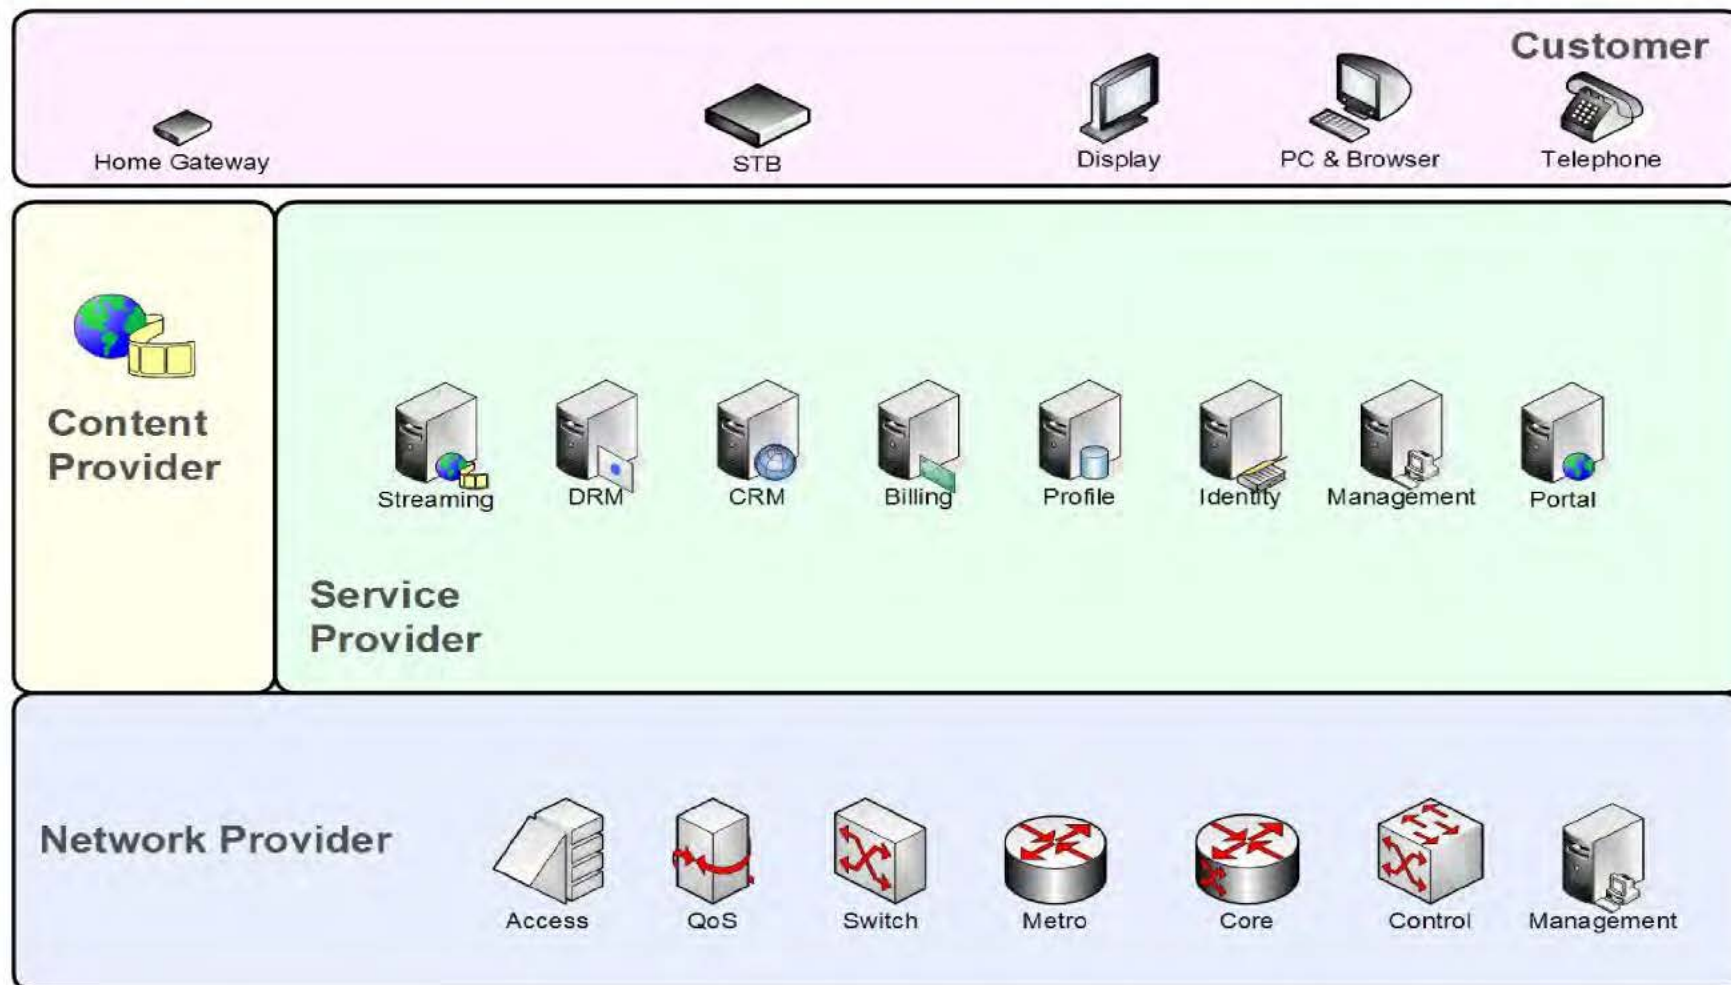 Customer
Home Gateway
STB
Display
PC & Browser
Telephone
Content
Provider
Streaming
DRM
CRM
Billing
Profile
Identity
Management
Portal
Service
Provider
Network Provider
Access
QoS
Switch
Metro
Core
Control
Management